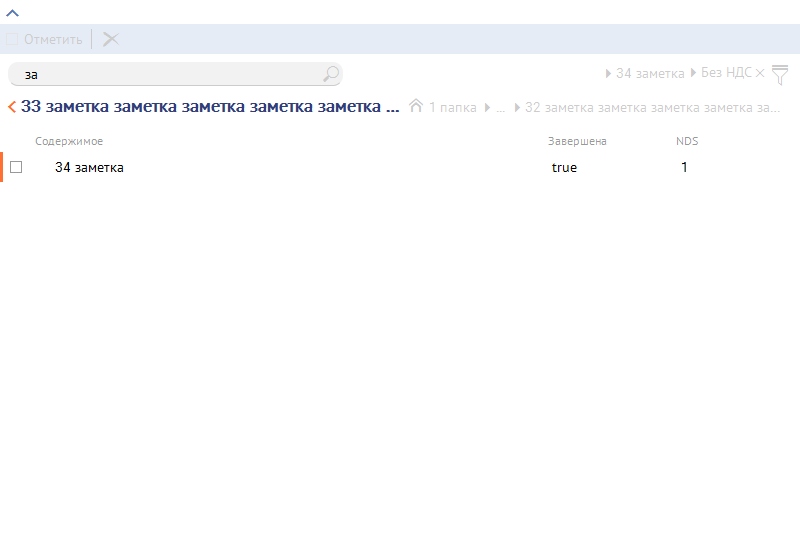 Отметить
за
34 заметка Без НДС
33 заметка заметка заметка заметка заметка ... 1 папка ... 32 заметка заметка заметка заметка за...
Содержимое Завершена NDS
34 заметка true 1